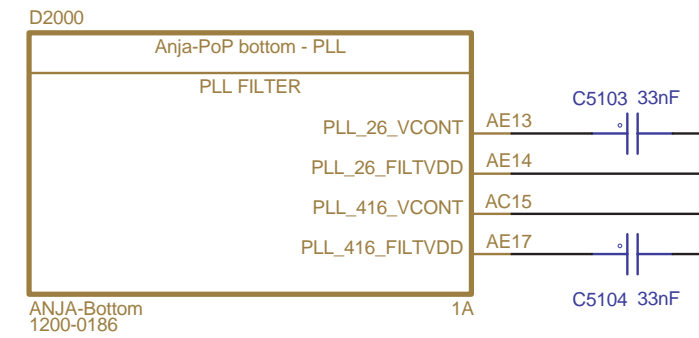 D2000
Anja-PoP bottom - PLL
PLL FILTER
C5103 33nF
PLL_26_VCONT AE13
PLL_26_FILTVDD AE14
PLL_416_VCONT AC15
PLL_416_FILTVDD AE17
C5104 33nF
ANJA-Bottom 1A
1200-0186